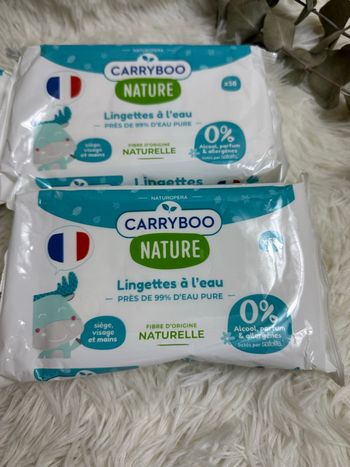 NATUROPERA
CARRYBOO
NATURE
x56
Lingettes à l'eau
PRÈS DE 99% D'EAU PURE
siège,
visage
et mains
FIBRE D'ORIGINE
NATURELLE
0%
Alcool, parfum
& allergènes
Lingettes
NATUROPERA
CARRYBOO
NATURE
Lingettes à l'eau
PRÈS DE 99% D'EAU PURE
siège,
visage
et mains
FIBRE D'ORIGINE
NATURELLE
0%
Alcool, parfum
& allergènes